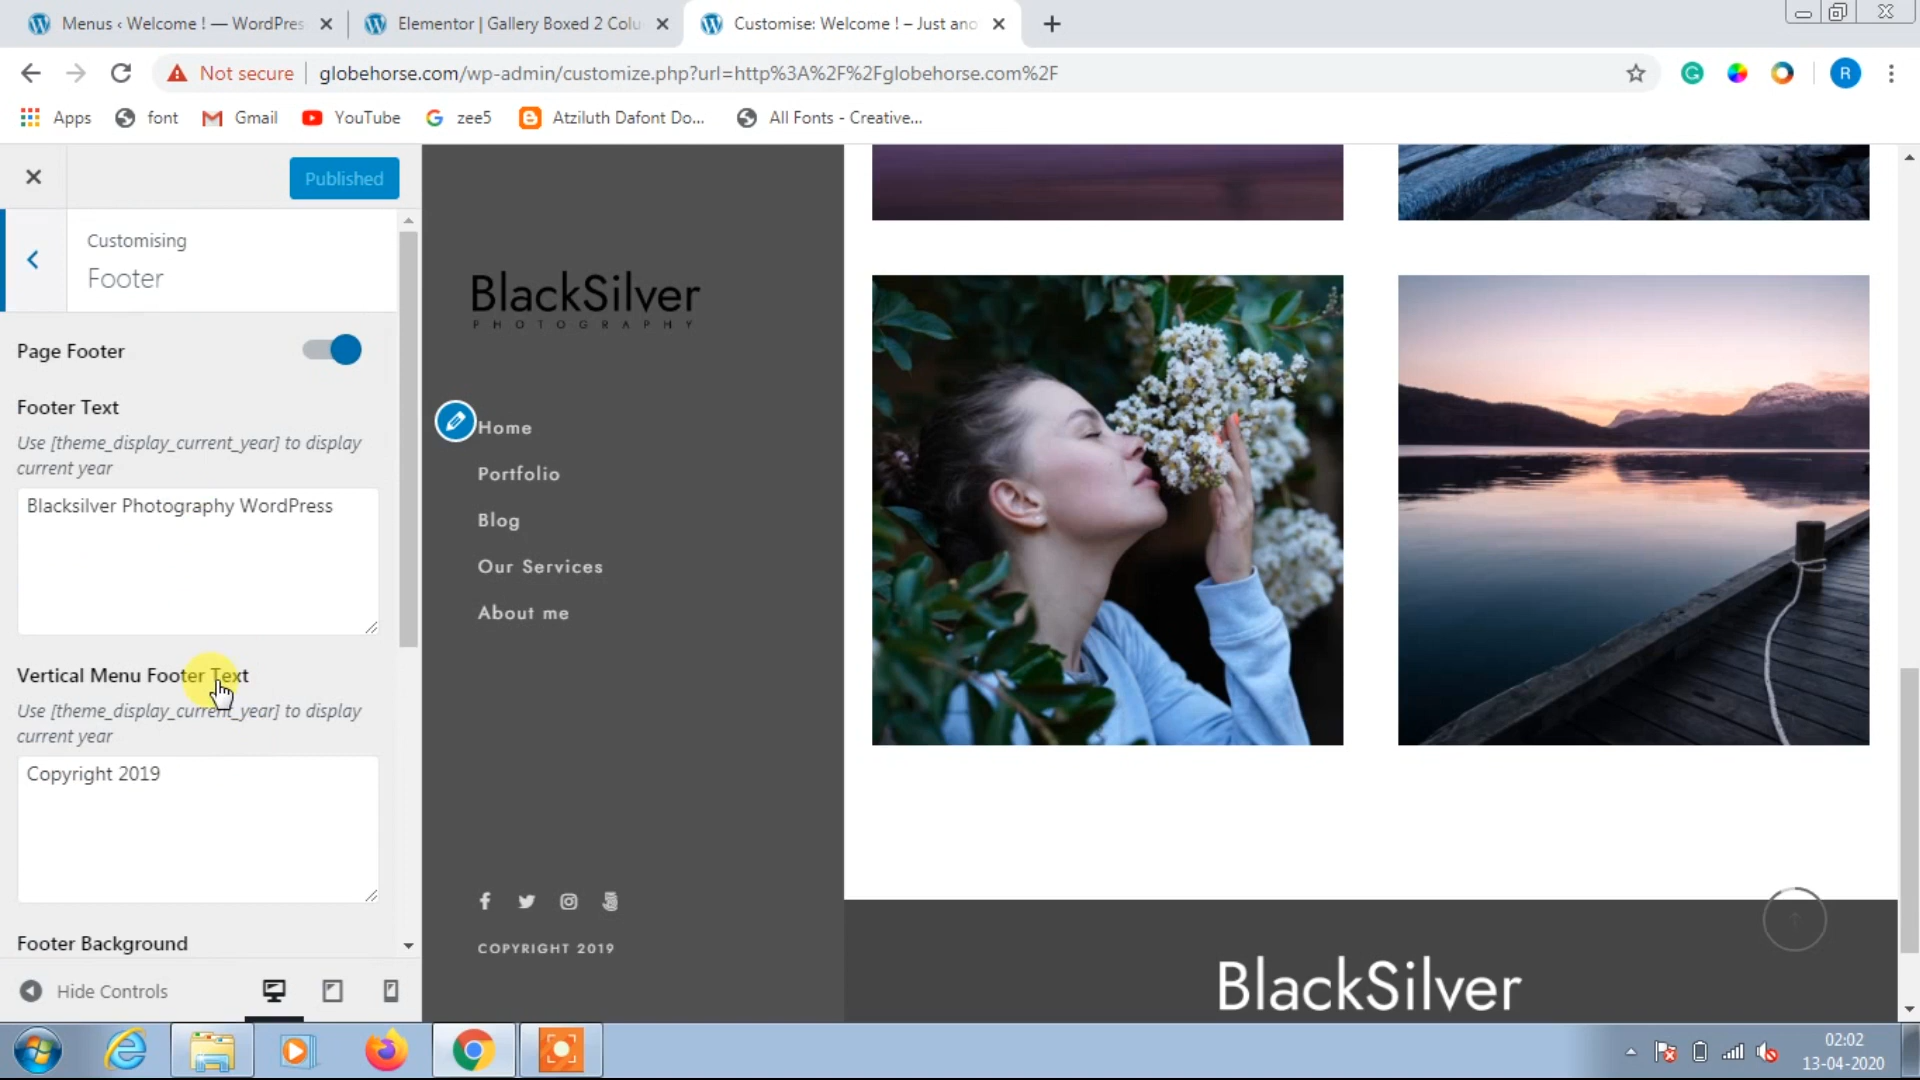 Menus ‹ Welcome ! — WordPres
Elementor | Gallery Boxed 2 Colu
Customise: Welcome ! – Just ano
Not secure
globehorse.com/wp-admin/customize.php?url=http%3A%2F%2Fglobehorse.com%2F
R
Apps
font
Gmail
YouTube
zee5
Atziluth Dafont Do...
All Fonts - Creative...
Published
Customising
Footer
Page Footer
Footer Text
Use [theme_display_current_year] to display
current year
Blacksilver Photography WordPress
Vertical Menu Footer Text
Use [theme_display_current_year] to display
current year
Copyright 2019
Footer Background
Hide Controls
BlackSilver
PHOTOGRAPHY
Home
Portfolio
Blog
Our Services
About me
COPYRIGHT 2019
BlackSilver
02:02
13-04-2020